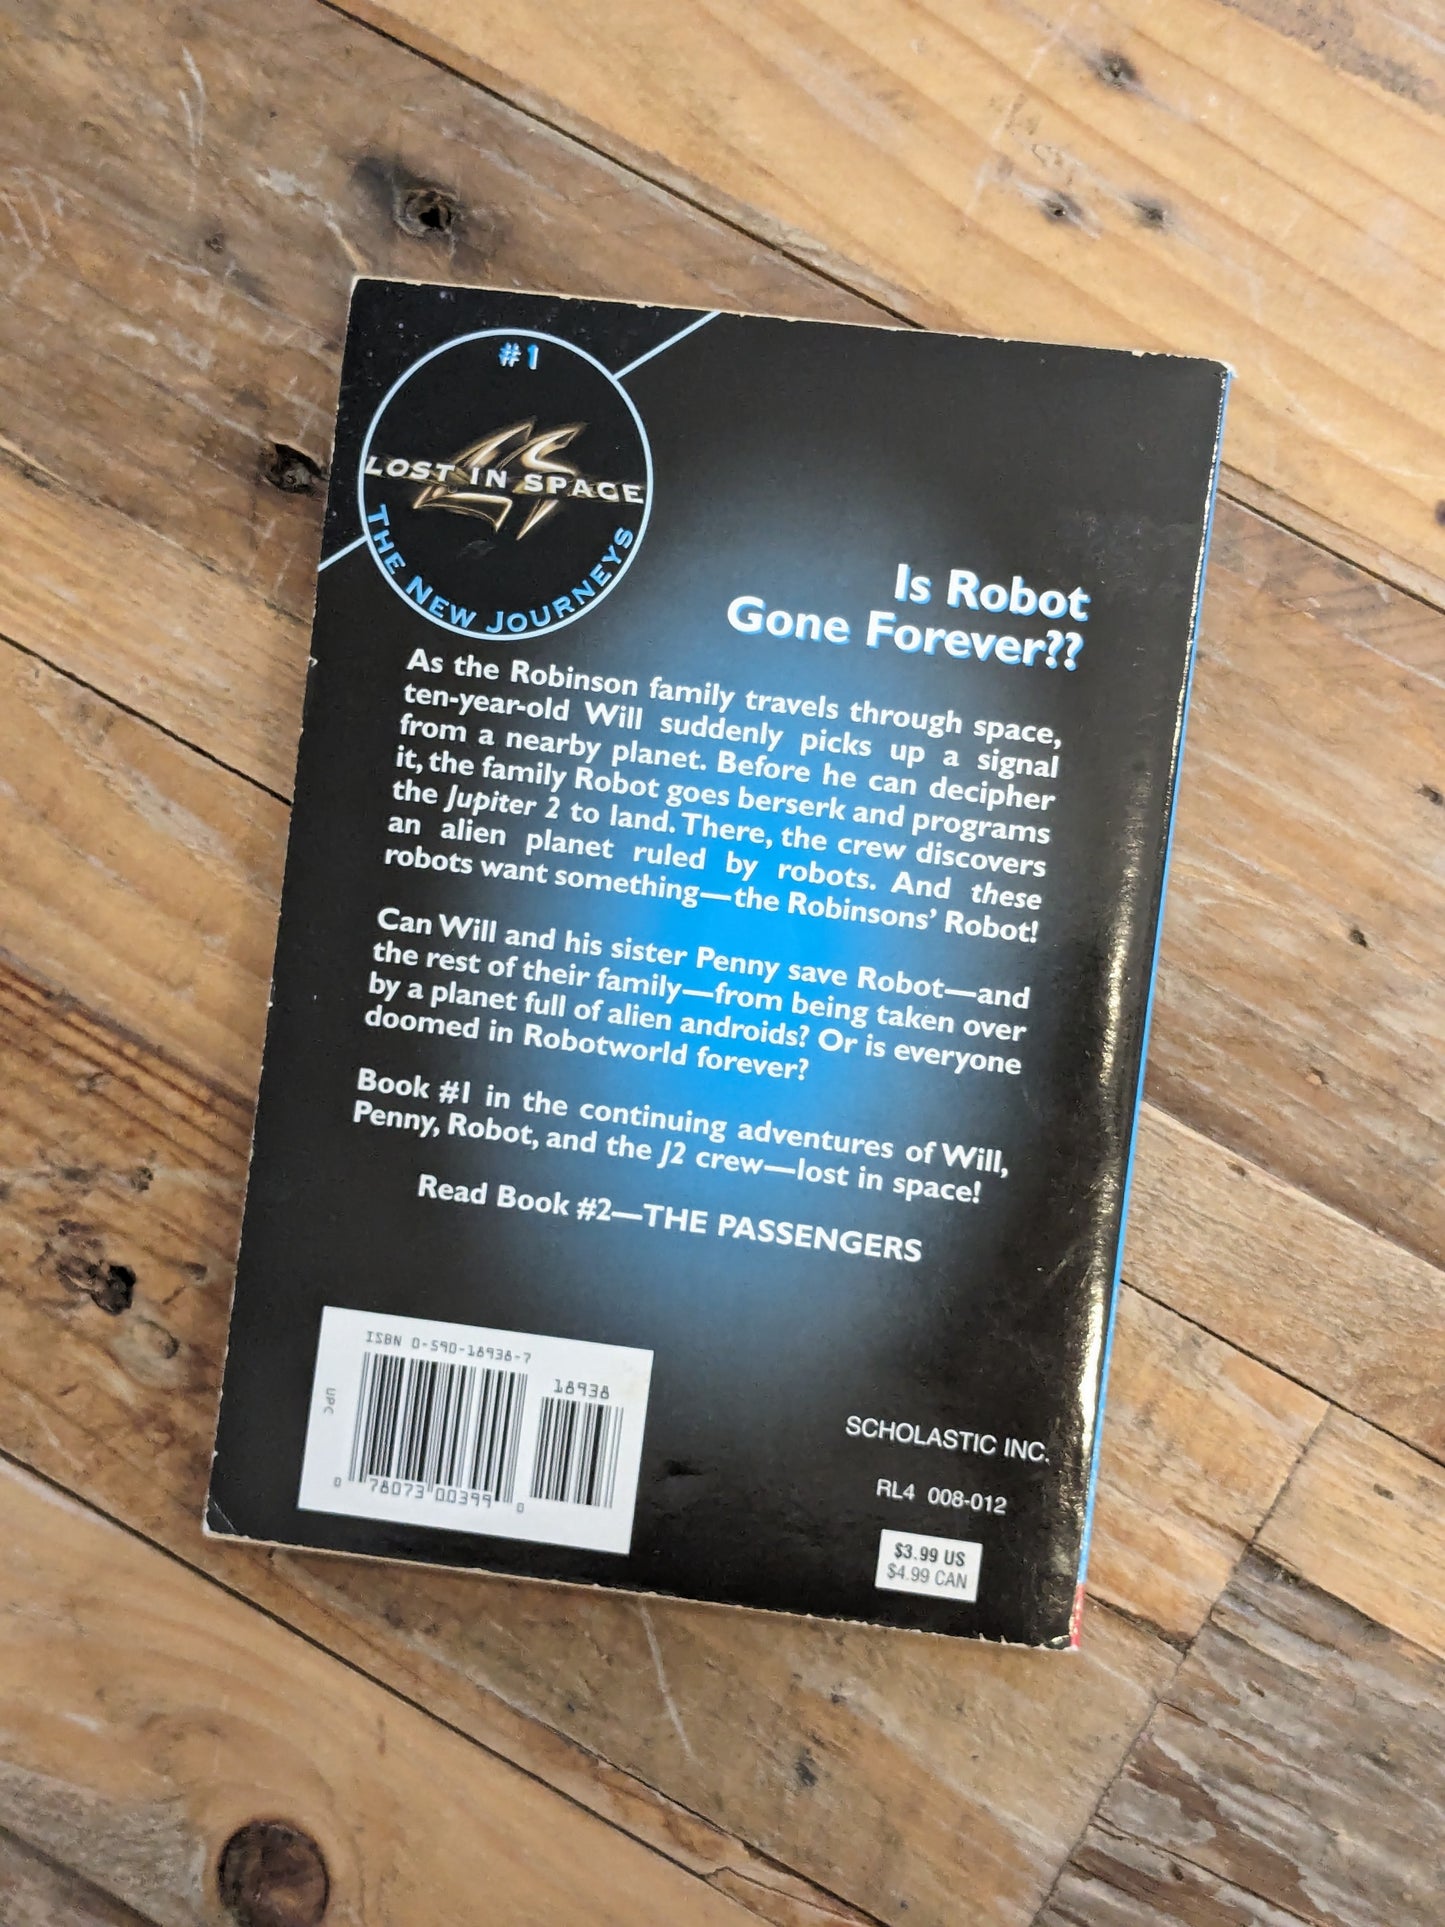 #1
LOST IN SPACE
THE NEW JOURNEYS
Is Robot
Gone Forever??
As the Robinson family travels through space,
ten-year-old Will suddenly picks up a signal
from a nearby planet. Before he can decipher
it, the family Robot goes berserk and programs
the Jupiter 2 to land. There, the crew discovers
an alien planet ruled by robots. And these
robots want something—the Robinsons' Robot!
Can Will and his sister Penny save Robot—and
the rest of their family—from being taken over
by a planet full of alien androids? Or is everyone
doomed in Robotworld forever?
Book #1 in the continuing adventures of Will,
Penny, Robot, and the J2 crew—lost in space!
Read Book #2—THE PASSENGERS
ISBN 0-590-18938-7
18938
UPC
0 78073 00399 0
SCHOLASTIC INC.
RL4 008-012
$3.99 US
$4.99 CAN